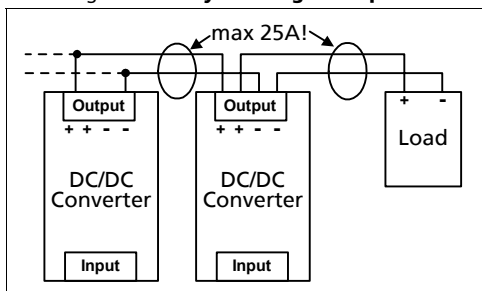 max 25A!
Output
+ + - -
Output
+ + - -
+ -
Load
DC/DC
Converter
DC/DC
Converter
Input
Input